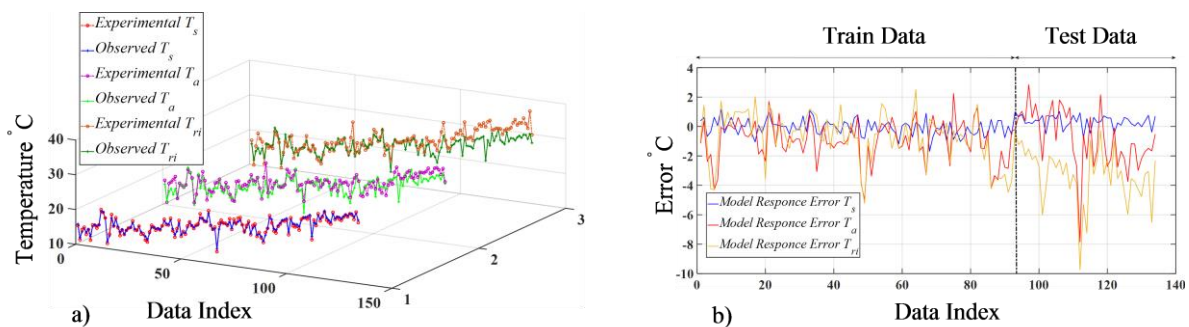 Experimental T_s
Observed T_s
Experimental T_a
Observed T_a
Experimental T_ri
Observed T_ri
Temperature °C
40
30
20
10
0
50
100
150
1
2
3
Data Index
a)
Train Data
Test Data
4
2
0
-2
-4
-6
-8
-10
Error °C
Model Responce Error T_s
Model Responce Error T_a
Model Responce Error T_ri
0
20
40
60
80
100
120
140
Data Index
b)